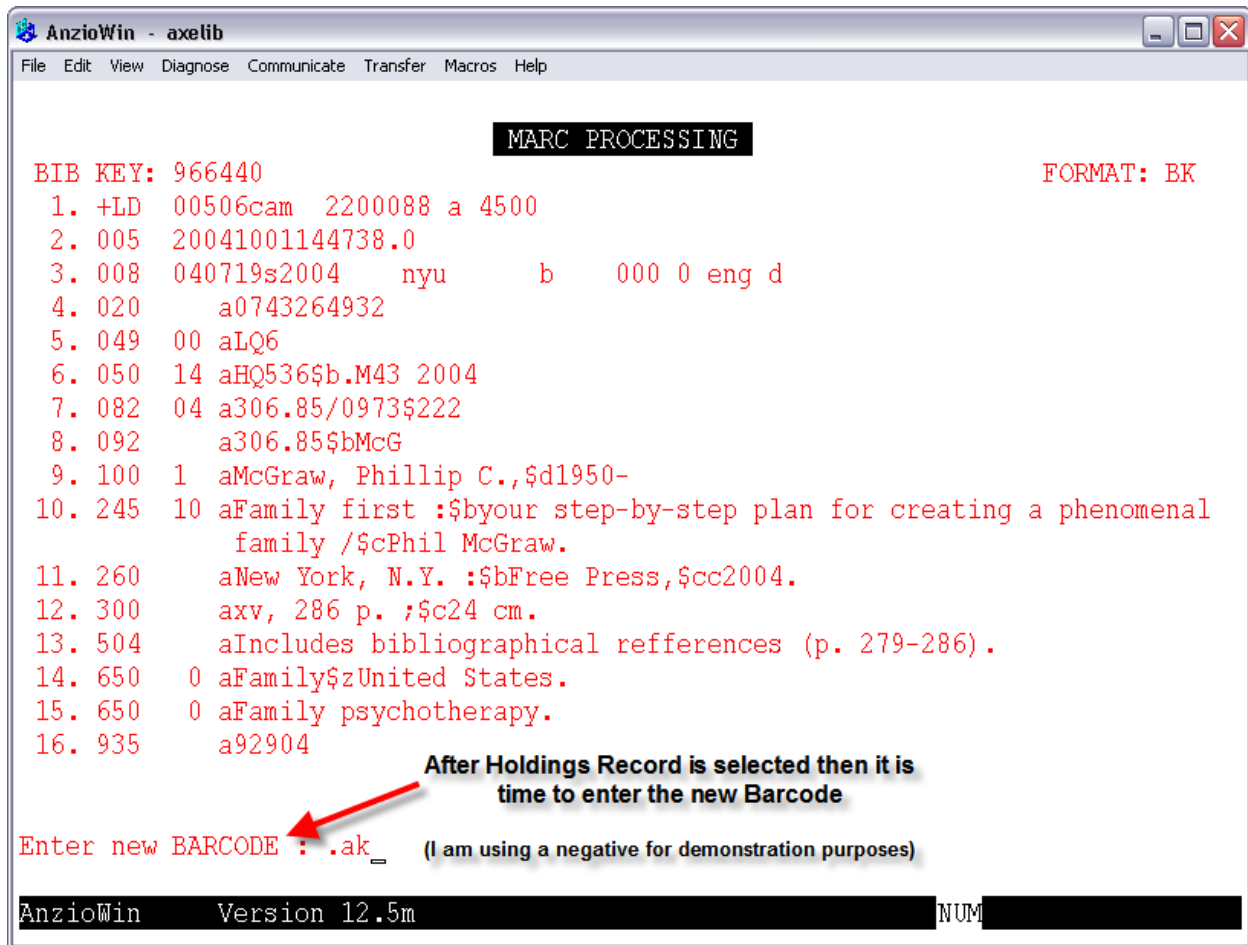 AnzioWin - axelib
File Edit View Diagnose Communicate Transfer Macros Help
MARC PROCESSING
BIB KEY: 966440 FORMAT: BK
1. +LD 00506cam 2200088 a 4500
2. 005 20041001144738.0
3. 008 040719s2004 nyu b 000 0 eng d
4. 020 a0743264932
5. 049 00 aLQ6
6. 050 14 aHQ536$b.M43 2004
7. 082 04 a306.85/0973$222
8. 092 a306.85$bMcG
9. 100 1 aMcGraw, Phillip C.,$d1950-
10. 245 10 aFamily first :$byour step-by-step plan for creating a phenomenal
family /$cPhil McGraw.
11. 260 aNew York, N.Y. :$bFree Press,$cc2004.
12. 300 axv, 286 p. ;$c24 cm.
13. 504 aIncludes bibliographical refferences (p. 279-286).
14. 650 0 aFamily$zUnited States.
15. 650 0 aFamily psychotherapy.
16. 935 a92904
After Holdings Record is selected then it is
time to enter the new Barcode
Enter new BARCODE : .ak_ (I am using a negative for demonstration purposes)
AnzioWin Version 12.5m NUM